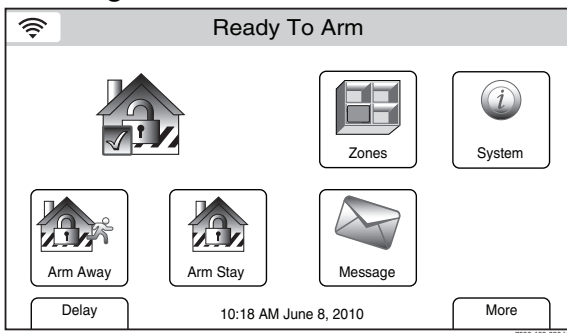 Ready To Arm
Zones
System
Arm Away
Arm Stay
Message
Delay
10:18 AM June 8, 2010
More